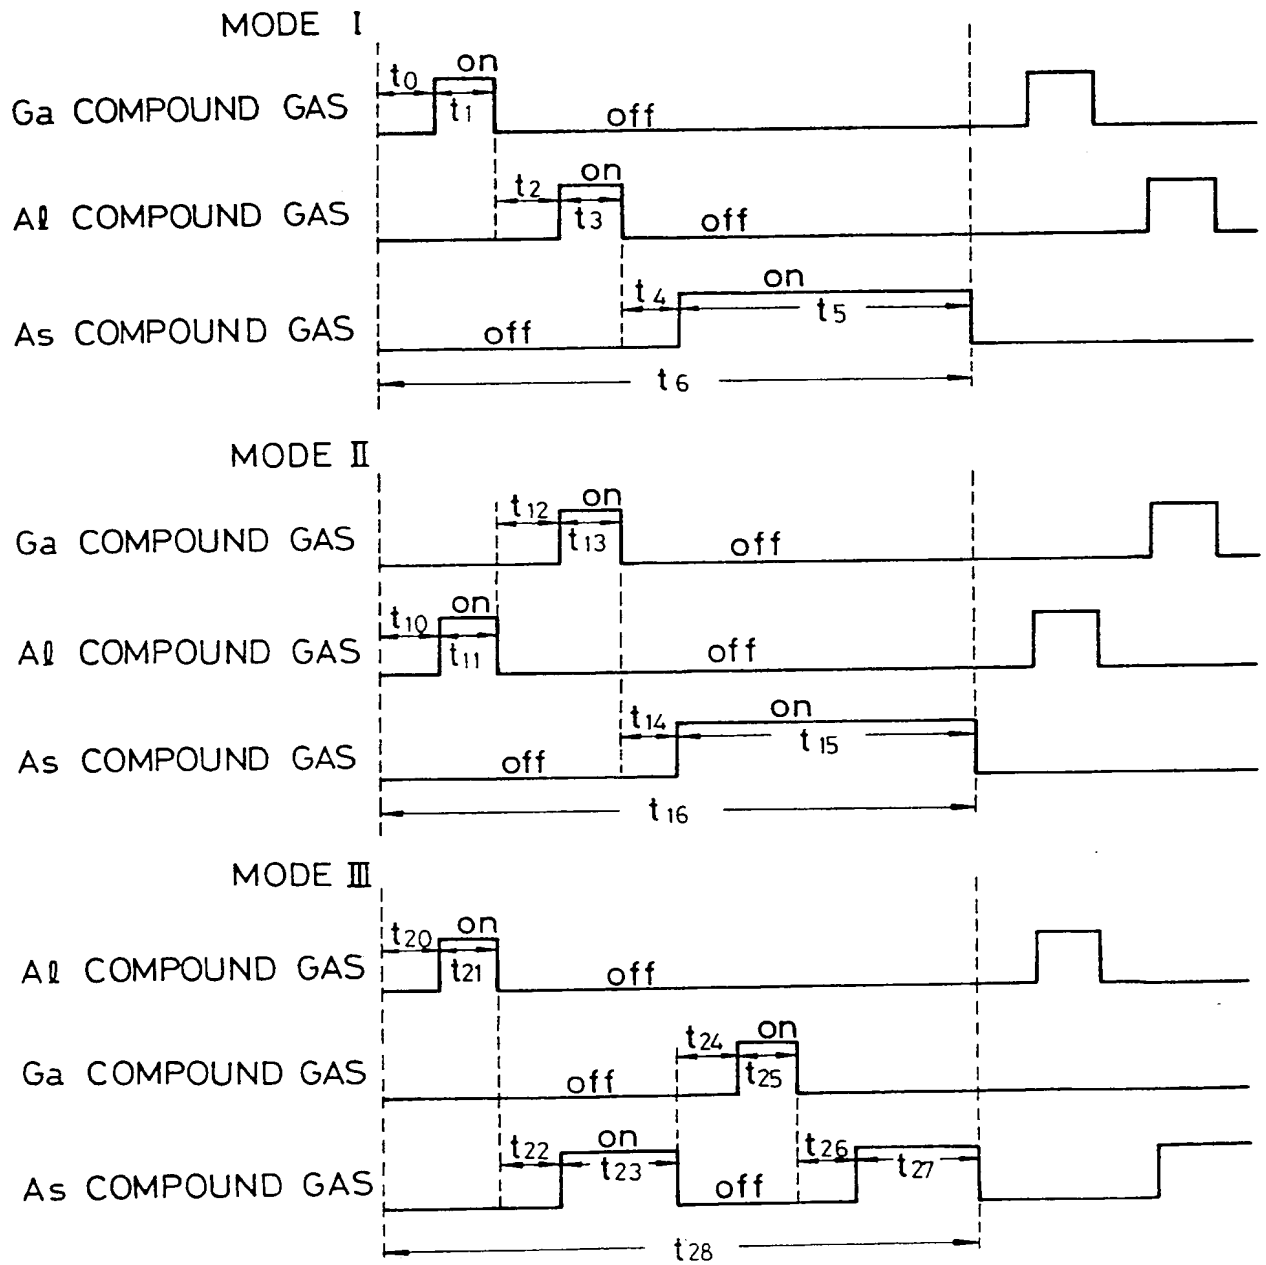 MODE I
on
t0
Ga COMPOUND GAS t1 off
on
t2
Al COMPOUND GAS t3 off
on
t4
As COMPOUND GAS off t5
t6
MODE II
t12 on
Ga COMPOUND GAS t13 off
t10 on
Al COMPOUND GAS t11 off
t14 on
As COMPOUND GAS off t15
t16
MODE III
t20 on
Al COMPOUND GAS t21 off
t24 on
Ga COMPOUND GAS off t25
t22 on t26
As COMPOUND GAS t23 off t27
t28